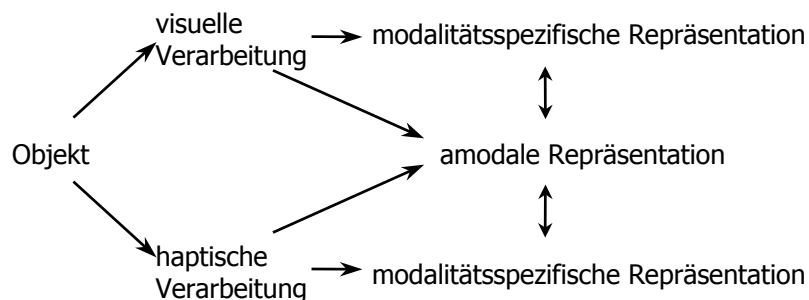 visuelle
Verarbeitung
modalitätsspezifische Repräsentation
Objekt
amodale Repräsentation
haptische
Verarbeitung
modalitätsspezifische Repräsentation